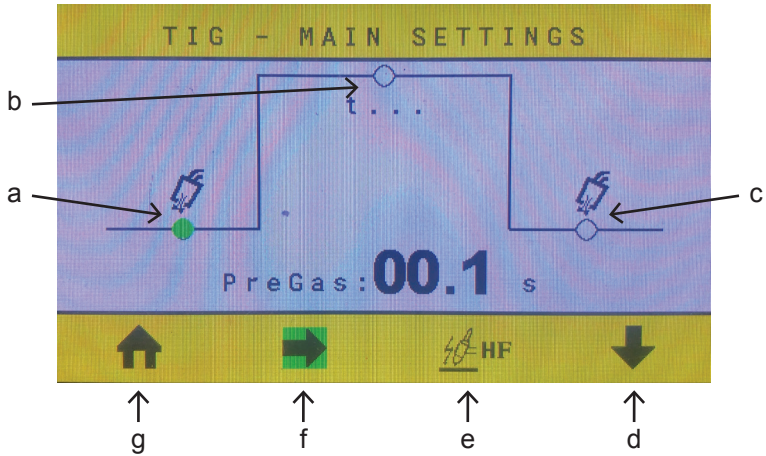 TIG - MAIN SETTINGS
b
t...
a
c
PreGas:00.1 s
HF
g f e d